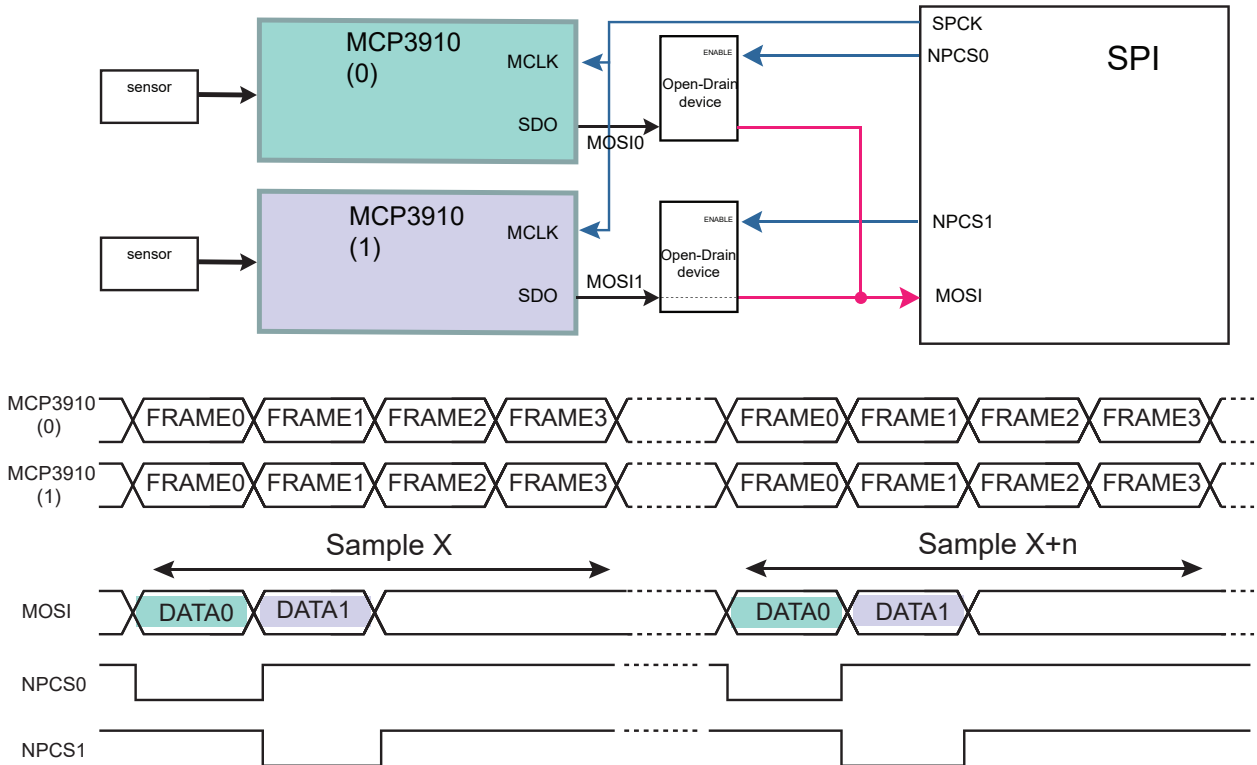 SPCK
MCP3910
(0)
MCLK
ENABLE
NPCS0
SPI
sensor
Open-Drain
device
SDO
MOSI0
MCP3910
(1)
MCLK
ENABLE
NPCS1
sensor
Open-Drain
device
SDO
MOSI1
MOSI
MCP3910
(0)
FRAME0 FRAME1 FRAME2 FRAME3 FRAME0 FRAME1 FRAME2 FRAME3
MCP3910
(1)
FRAME0 FRAME1 FRAME2 FRAME3 FRAME0 FRAME1 FRAME2 FRAME3
Sample X Sample X+n
MOSI DATA0 DATA1 DATA0 DATA1
NPCS0
NPCS1